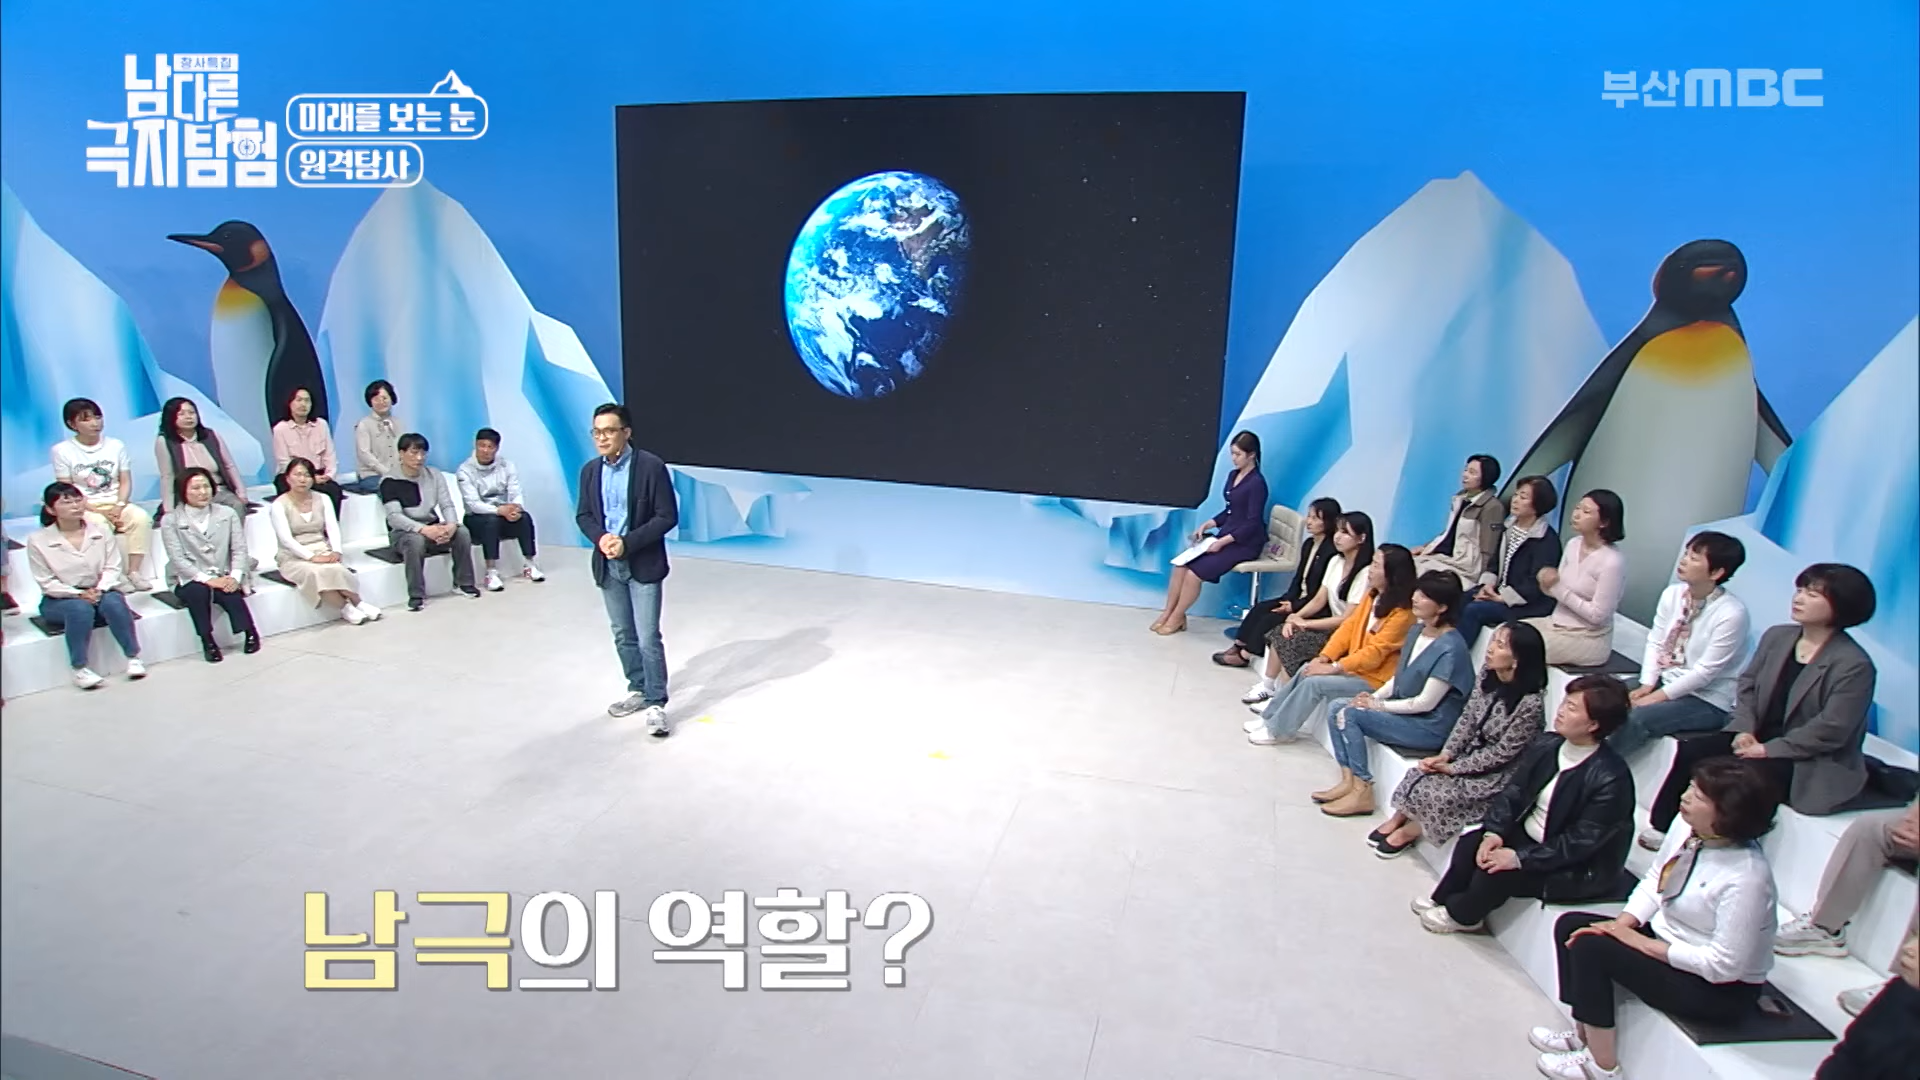 창사특집
남다른
극지탐험
미래를 보는 눈
원격탐사
부산MBC
남극의 역할?